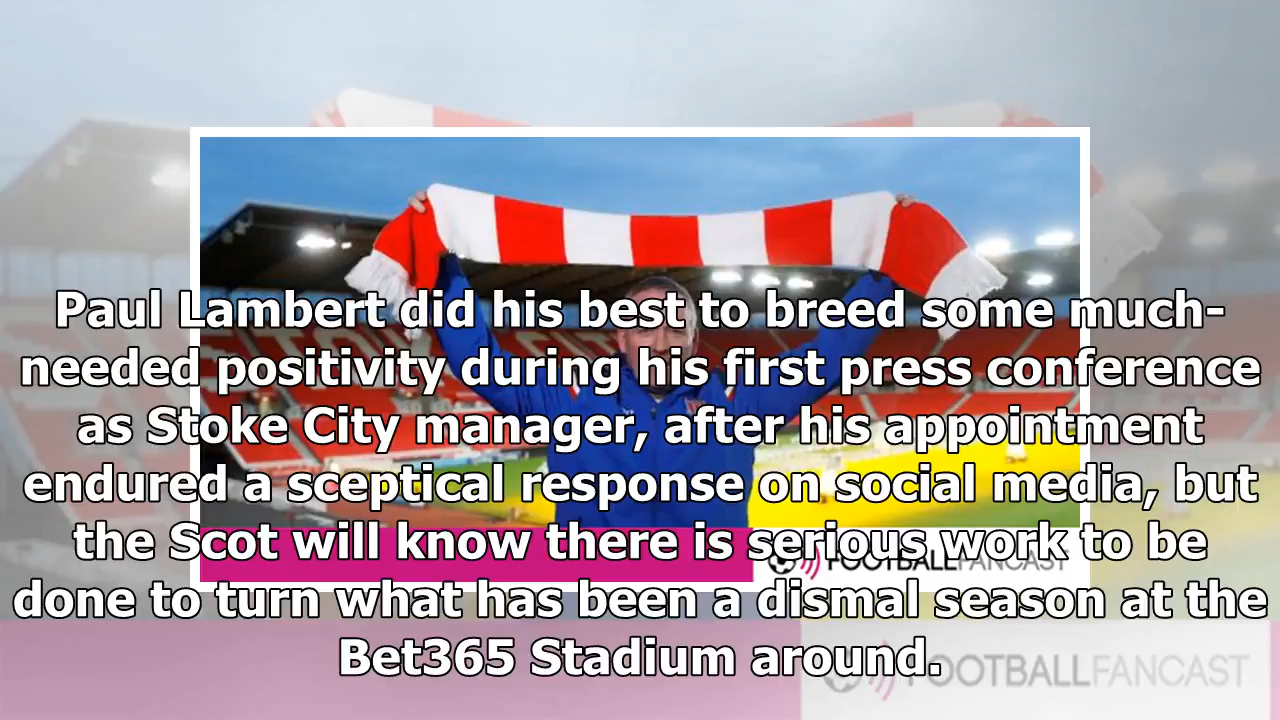 Paul Lambert did his best to breed some much-
needed positivity during his first press conference
as Stoke City manager, after his appointment
endured a sceptical response on social media, but
the Scot will know there is serious work to be
FOOTBALLFANCAST
done to turn what has been a dismal season at the
Bet365 Stadium around.
FOOTBALLFANCAST